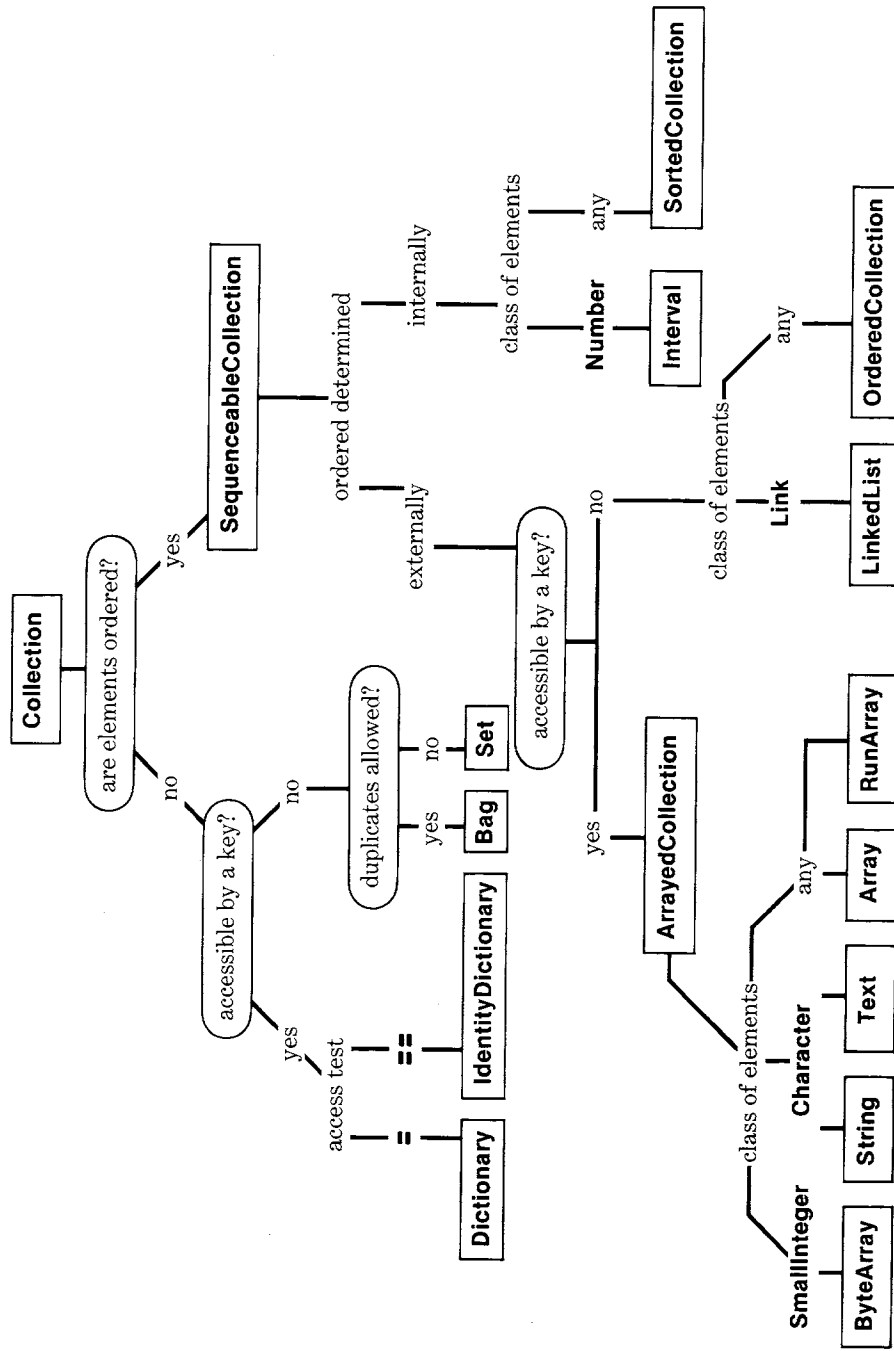 Collection
are elements ordered?
no
yes
accessible by a key?
SequenceableCollection
yes
no
access test
duplicates allowed?
ordered determined
=
==
yes
no
externally
internally
Dictionary
IdentityDictionary
Bag
Set
class of elements
accessible by a key?
Number
any
yes
no
Interval
SortedCollection
ArrayedCollection
class of elements
class of elements
Link
any
SmallInteger
Character
any
LinkedList
OrderedCollection
ByteArray
String
Text
Array
RunArray